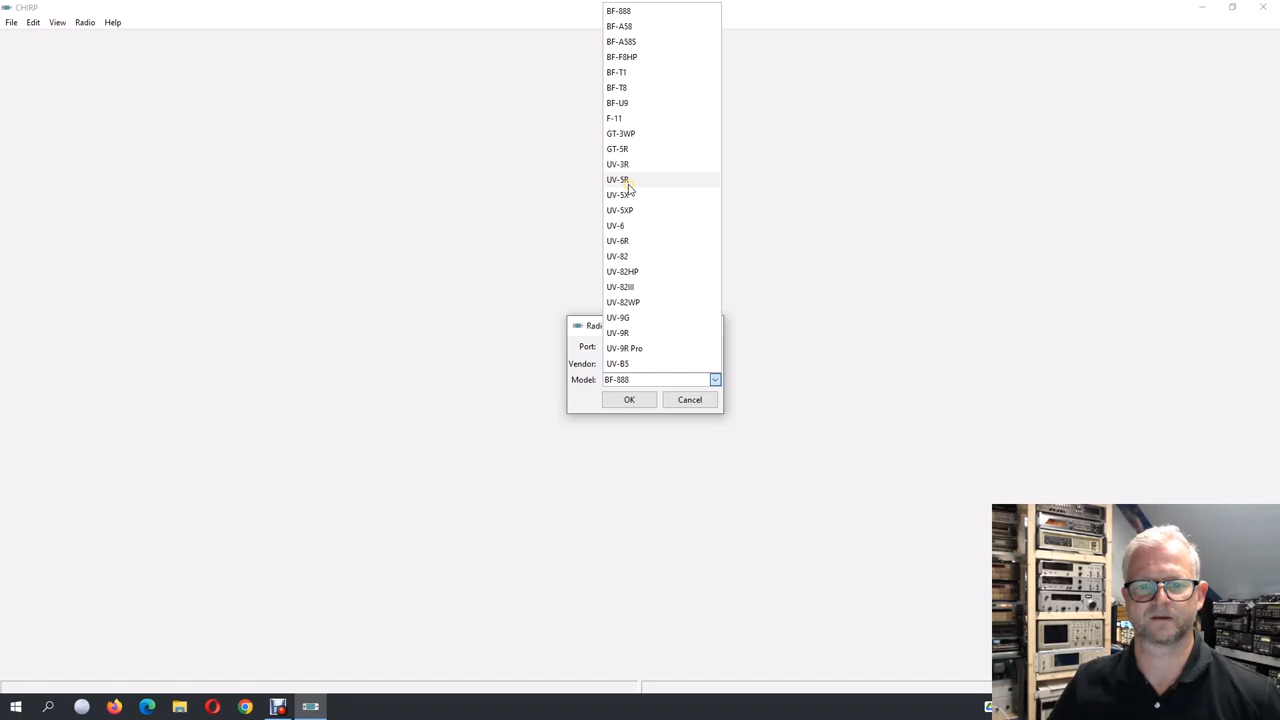 CHIRP
File Edit View Radio Help
BF-888
BF-A58
BF-A58S
BF-F8HP
BF-T1
BF-T8
BF-U9
F-11
GT-3WP
GT-5R
UV-3R
UV-5R
UV-5X
UV-5XP
UV-6
UV-6R
UV-82
UV-82HP
UV-82III
UV-82WP
UV-9G
UV-9R
UV-9R Pro
UV-B5
Radi
Port:
Vendor:
Model: BF-888
OK Cancel